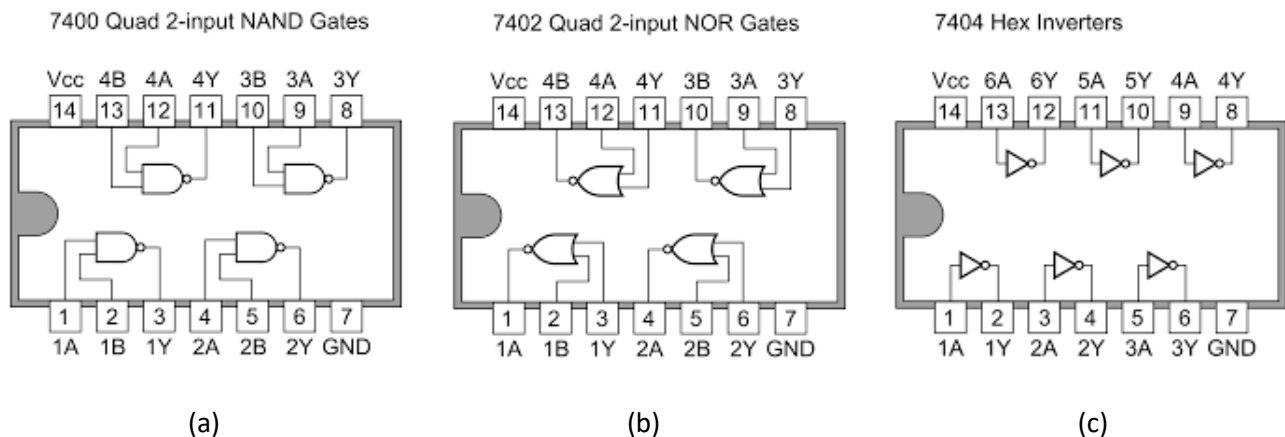 7400 Quad 2-input NAND Gates
Vcc 4B 4A 4Y 3B 3A 3Y
14 13 12 11 10 9 8
1 2 3 4 5 6 7
1A 1B 1Y 2A 2B 2Y GND
(a)
7402 Quad 2-input NOR Gates
Vcc 4B 4A 4Y 3B 3A 3Y
14 13 12 11 10 9 8
1 2 3 4 5 6 7
1A 1B 1Y 2A 2B 2Y GND
(b)
7404 Hex Inverters
Vcc 6A 6Y 5A 5Y 4A 4Y
14 13 12 11 10 9 8
1 2 3 4 5 6 7
1A 1Y 2A 2Y 3A 3Y GND
(c)